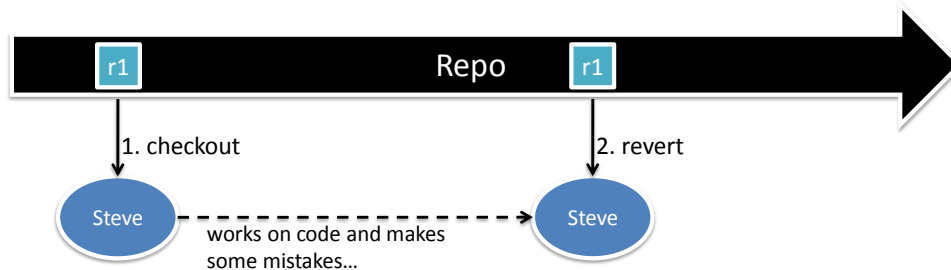 r1 Repo r1
1. checkout 2. revert
Steve Steve
works on code and makes
some mistakes...